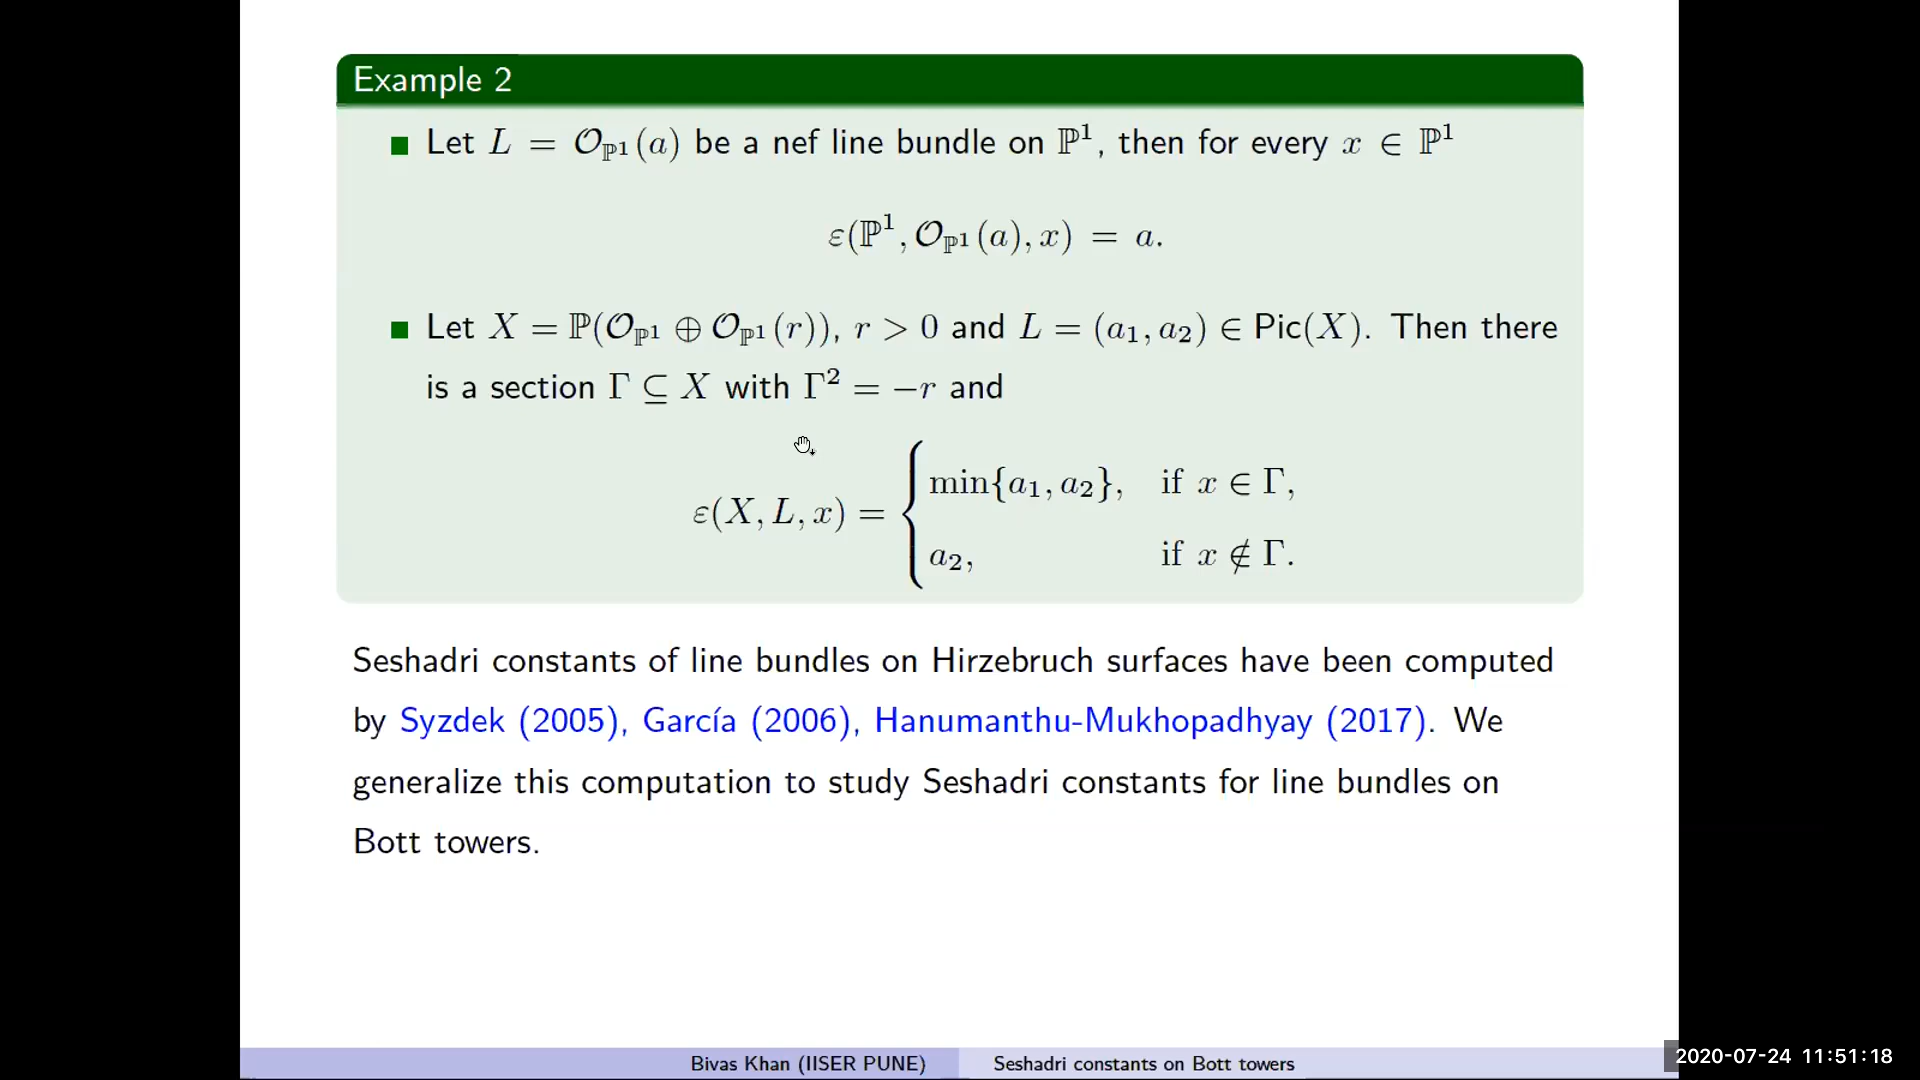 Example 2
Let L = 𝒪_ℙ¹(a) be a nef line bundle on ℙ¹, then for every x ∈ ℙ¹
ε(ℙ¹, 𝒪_ℙ¹(a), x) = a.
Let X = ℙ(𝒪_ℙ¹ ⊕ 𝒪_ℙ¹(r)), r > 0 and L = (a₁, a₂) ∈ Pic(X). Then there
is a section Γ ⊆ X with Γ² = −r and
ε(X, L, x) = { min{a₁, a₂}, if x ∈ Γ,
a₂, if x ∉ Γ.
Seshadri constants of line bundles on Hirzebruch surfaces have been computed
by Syzdek (2005), García (2006), Hanumanthu-Mukhopadhyay (2017). We
generalize this computation to study Seshadri constants for line bundles on
Bott towers.
Bivas Khan (IISER PUNE) Seshadri constants on Bott towers
2020-07-24 11:51:18